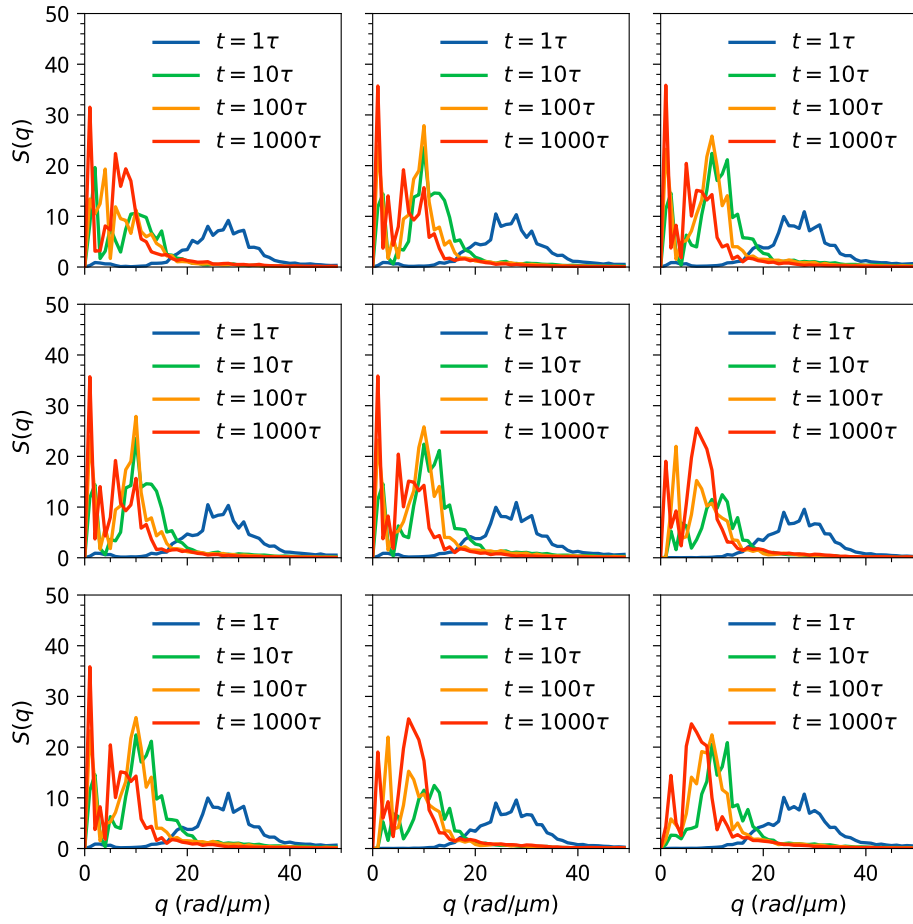 50
40
30
20
10
0
S(q)
t = 1τ
t = 10τ
t = 100τ
t = 1000τ
t = 1τ
t = 10τ
t = 100τ
t = 1000τ
t = 1τ
t = 10τ
t = 100τ
t = 1000τ
50
40
30
20
10
0
S(q)
t = 1τ
t = 10τ
t = 100τ
t = 1000τ
t = 1τ
t = 10τ
t = 100τ
t = 1000τ
t = 1τ
t = 10τ
t = 100τ
t = 1000τ
50
40
30
20
10
0
S(q)
t = 1τ
t = 10τ
t = 100τ
t = 1000τ
t = 1τ
t = 10τ
t = 100τ
t = 1000τ
t = 1τ
t = 10τ
t = 100τ
t = 1000τ
0 20 40
0 20 40
0 20 40
q (rad/μm)
q (rad/μm)
q (rad/μm)